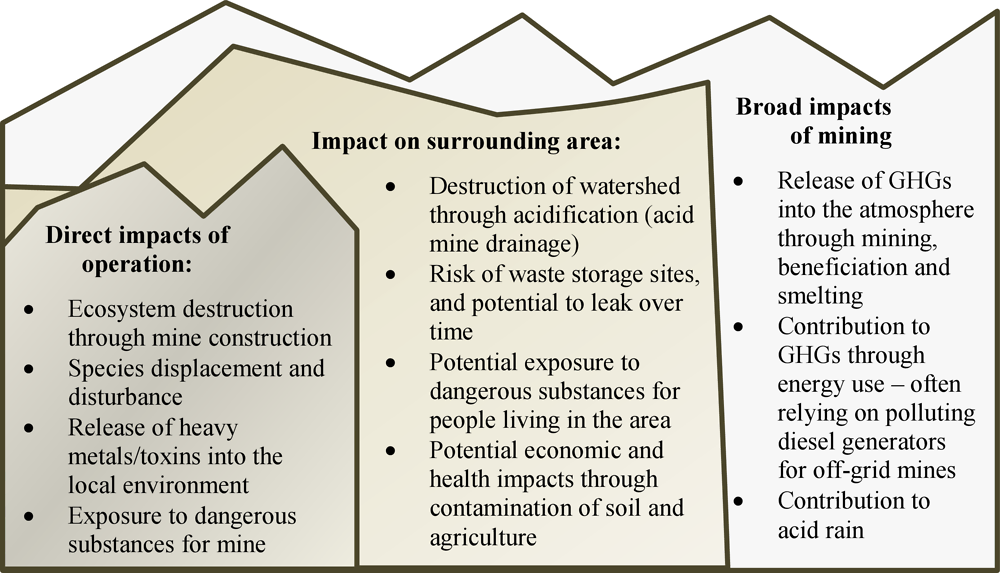 Direct impacts of
operation:
• Ecosystem destruction
through mine construction
• Species displacement and
disturbance
• Release of heavy
metals/toxins into the
local environment
• Exposure to dangerous
substances for mine
Impact on surrounding area:
• Destruction of watershed
through acidification (acid
mine drainage)
• Risk of waste storage sites,
and potential to leak over
time
• Potential exposure to
dangerous substances for
people living in the area
• Potential economic and
health impacts through
contamination of soil and
agriculture
Broad impacts
of mining
• Release of GHGs
into the atmosphere
through mining,
beneficiation and
smelting
• Contribution to
GHGs through
energy use – often
relying on polluting
diesel generators
for off-grid mines
• Contribution to
acid rain